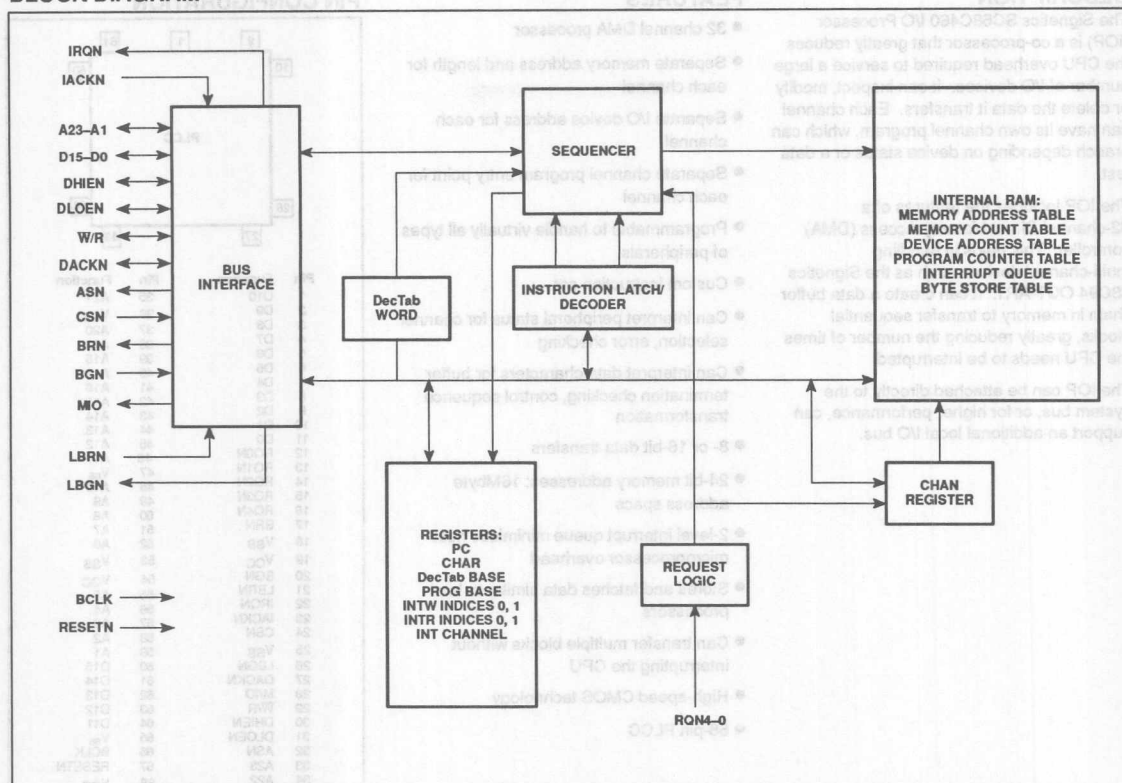 BLOCK DIAGRAM
IRQN
IACKN
A23–A1
D15–D0
DHIEN
DLOEN
W/R
DACKN
ASN
CSN
BRN
BGN
MIO
LBRN
LBGN
BCLK
RESETN
BUS
INTERFACE
DecTab
WORD
SEQUENCER
INSTRUCTION LATCH/
DECODER
INTERNAL RAM:
MEMORY ADDRESS TABLE
MEMORY COUNT TABLE
DEVICE ADDRESS TABLE
PROGRAM COUNTER TABLE
INTERRUPT QUEUE
BYTE STORE TABLE
REGISTERS:
PC
CHAR
DecTab BASE
PROG BASE
INTW INDICES 0, 1
INTR INDICES 0, 1
INT CHANNEL
REQUEST
LOGIC
CHAN
REGISTER
RQN4–0